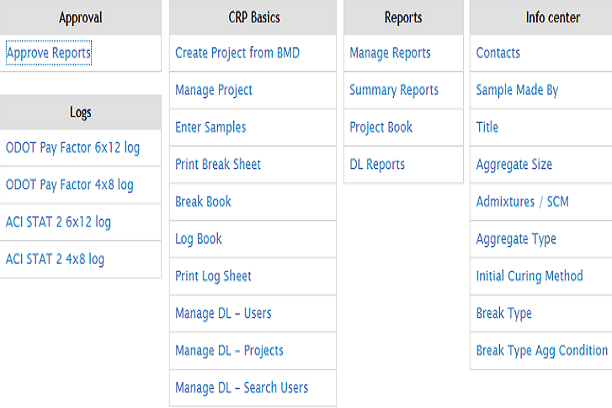 Approval
Approve Reports
Logs
ODOT Pay Factor 6x12 log
ODOT Pay Factor 4x8 log
ACI STAT 2 6x12 log
ACI STAT 2 4x8 log
CRP Basics
Create Project from BMD
Manage Project
Enter Samples
Print Break Sheet
Break Book
Log Book
Print Log Sheet
Manage DL – Users
Manage DL – Projects
Manage DL – Search Users
Reports
Manage Reports
Summary Reports
Project Book
DL Reports
Info center
Contacts
Sample Made By
Title
Aggregate Size
Admixtures / SCM
Aggregate Type
Initial Curing Method
Break Type
Break Type Agg Condition